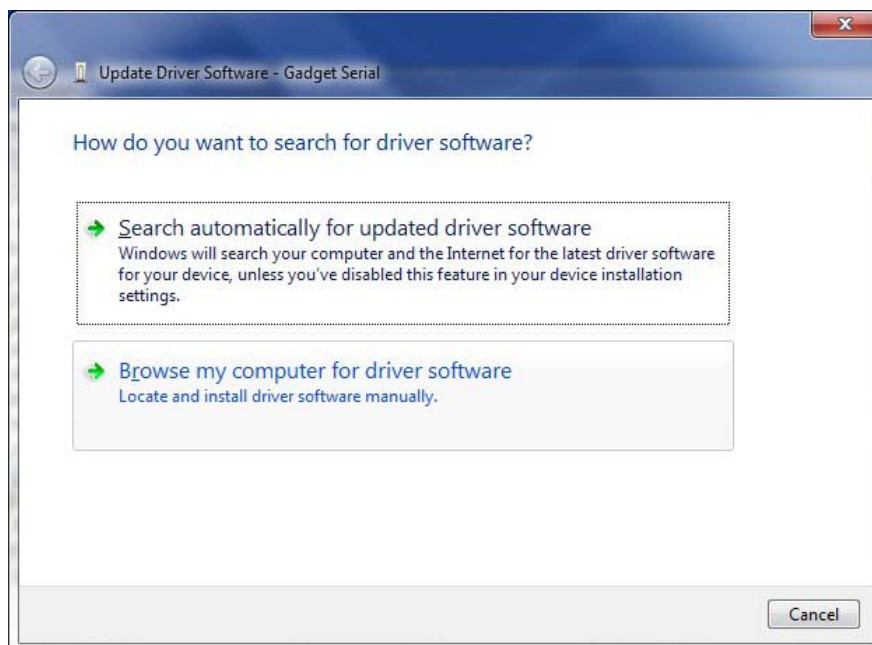 Update Driver Software - Gadget Serial
How do you want to search for driver software?
Search automatically for updated driver software
Windows will search your computer and the Internet for the latest driver software
for your device, unless you've disabled this feature in your device installation
settings.
Browse my computer for driver software
Locate and install driver software manually.
Cancel